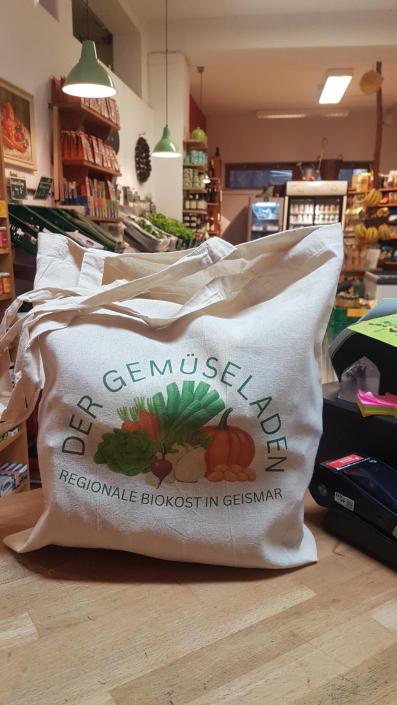 DER GEMÜSELADEN
REGIONALE BIOKOST IN GEISMAR